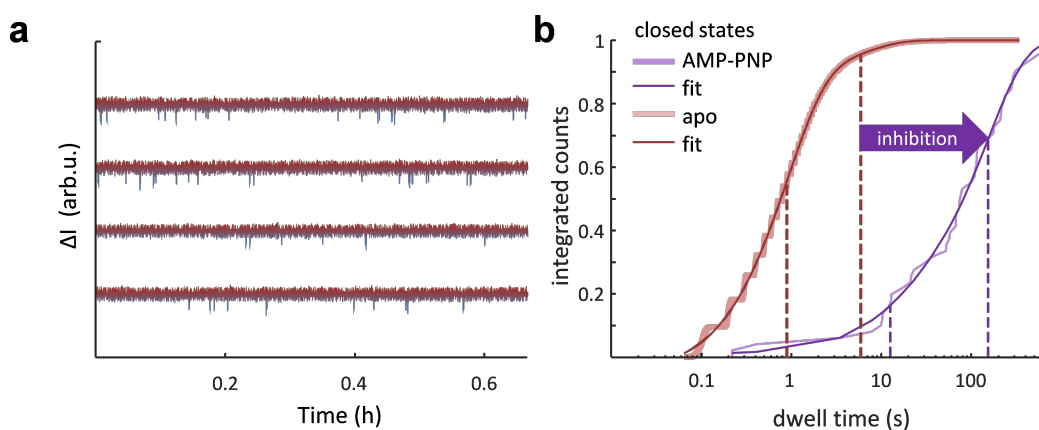 a
ΔI (arb.u.)
0.2
0.4
0.6
Time (h)
b
closed states
AMP-PNP
fit
apo
fit
inhibition
integrated counts
1
0.8
0.6
0.4
0.2
0.1
1
10
100
dwell time (s)